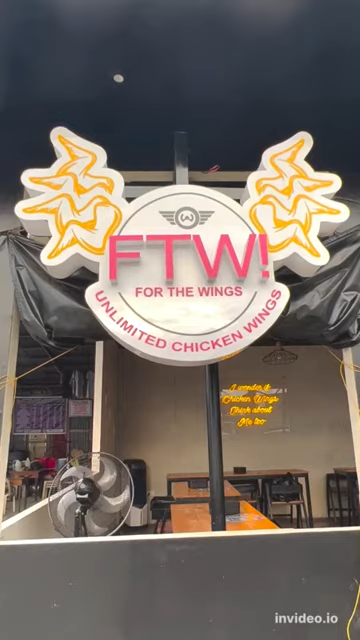 FTW!
FOR THE WINGS
UNLIMITED CHICKEN WINGS
I wonder if
Chicken Wings
Think about
Me too
invideo.io